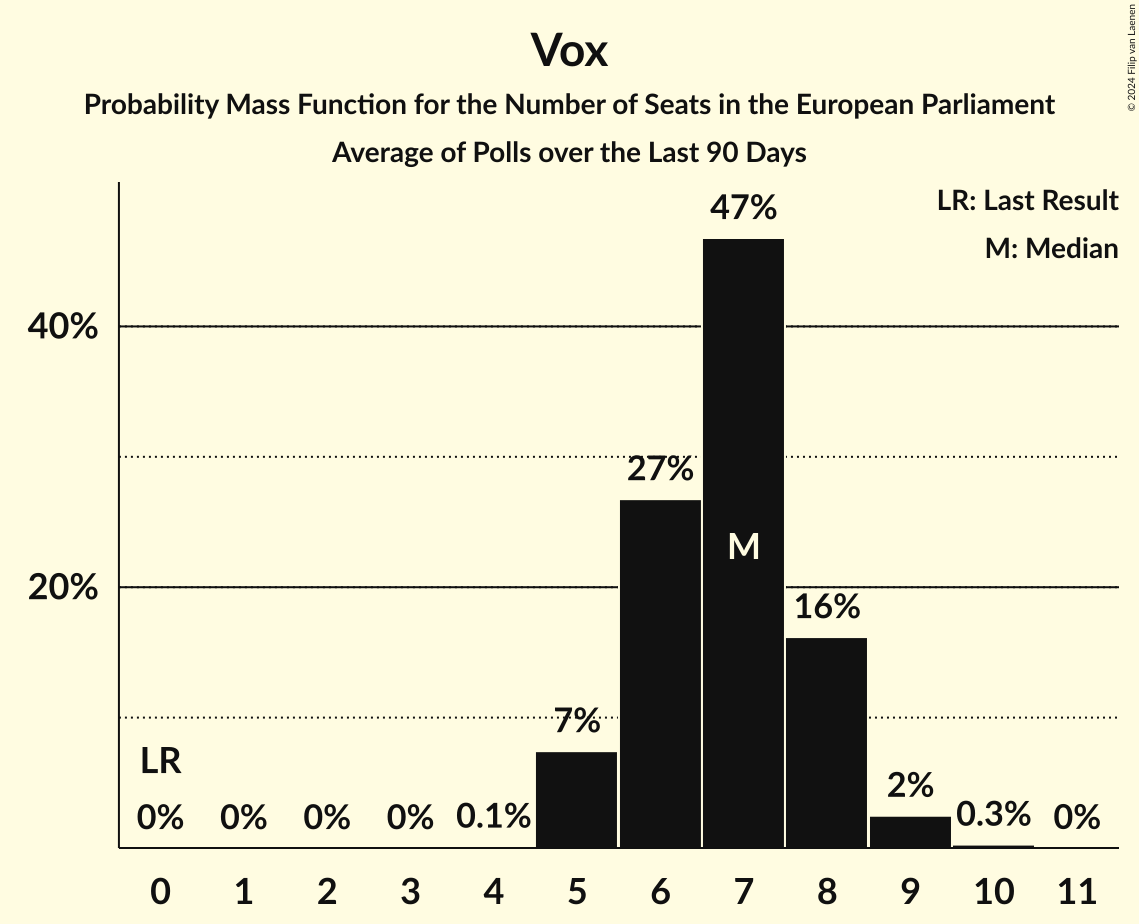 © 2024 Filip van Laenen
Vox
Probability Mass Function for the Number of Seats in the European Parliament
Average of Polls over the Last 90 Days
LR: Last Result
M: Median
47%
40%
27%
M
20%
16%
7%
LR
2%
0% 0% 0% 0% 0.1% 0.3% 0%
0 1 2 3 4 5 6 7 8 9 10 11